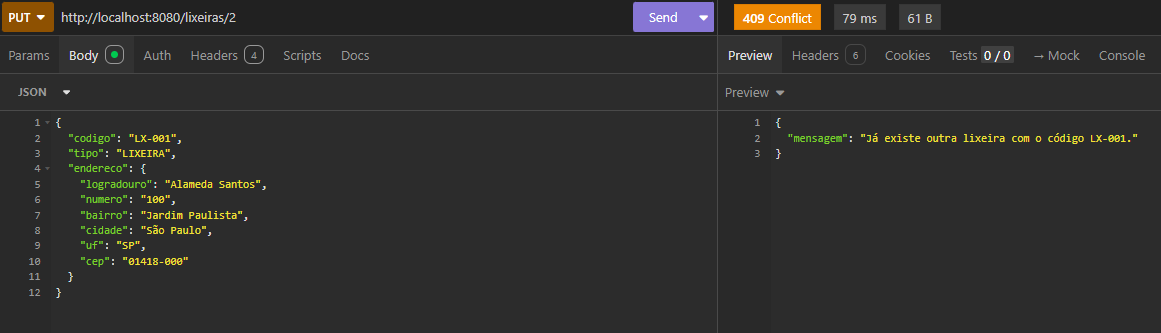 PUT http://localhost:8080/lixeiras/2 Send 409 Conflict 79 ms 61 B
Params Body Auth Headers 4 Scripts Docs Preview Headers 6 Cookies Tests 0 / 0 → Mock Console
JSON Preview
1 {
2 "codigo": "LX-001",
3 "tipo": "LIXEIRA",
4 "endereco": {
5 "logradouro": "Alameda Santos",
6 "numero": "100",
7 "bairro": "Jardim Paulista",
8 "cidade": "São Paulo",
9 "uf": "SP",
10 "cep": "01418-000"
11 }
12 }
1 {
2 "mensagem": "Já existe outra lixeira com o código LX-001."
3 }